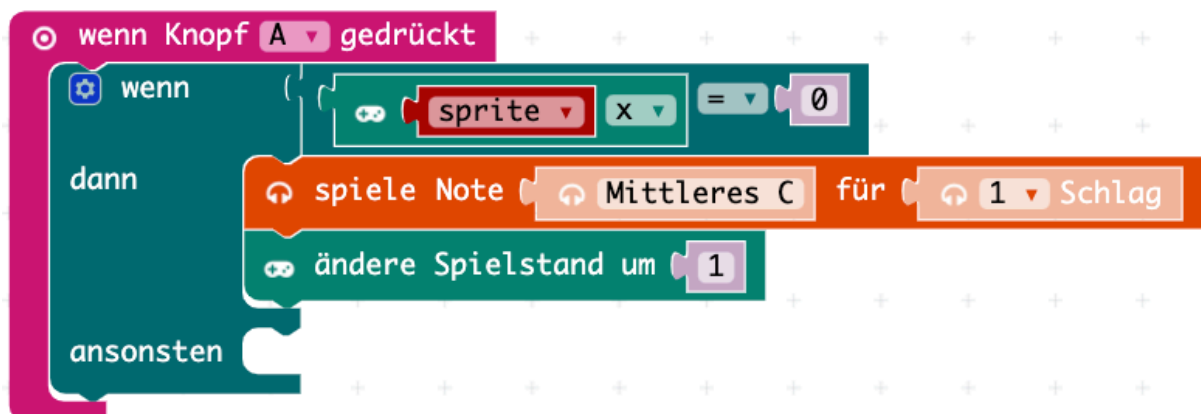 wenn Knopf A gedrückt
wenn sprite x = 0
dann spiele Note Mittleres C für 1 Schlag
ändere Spielstand um 1
ansonsten